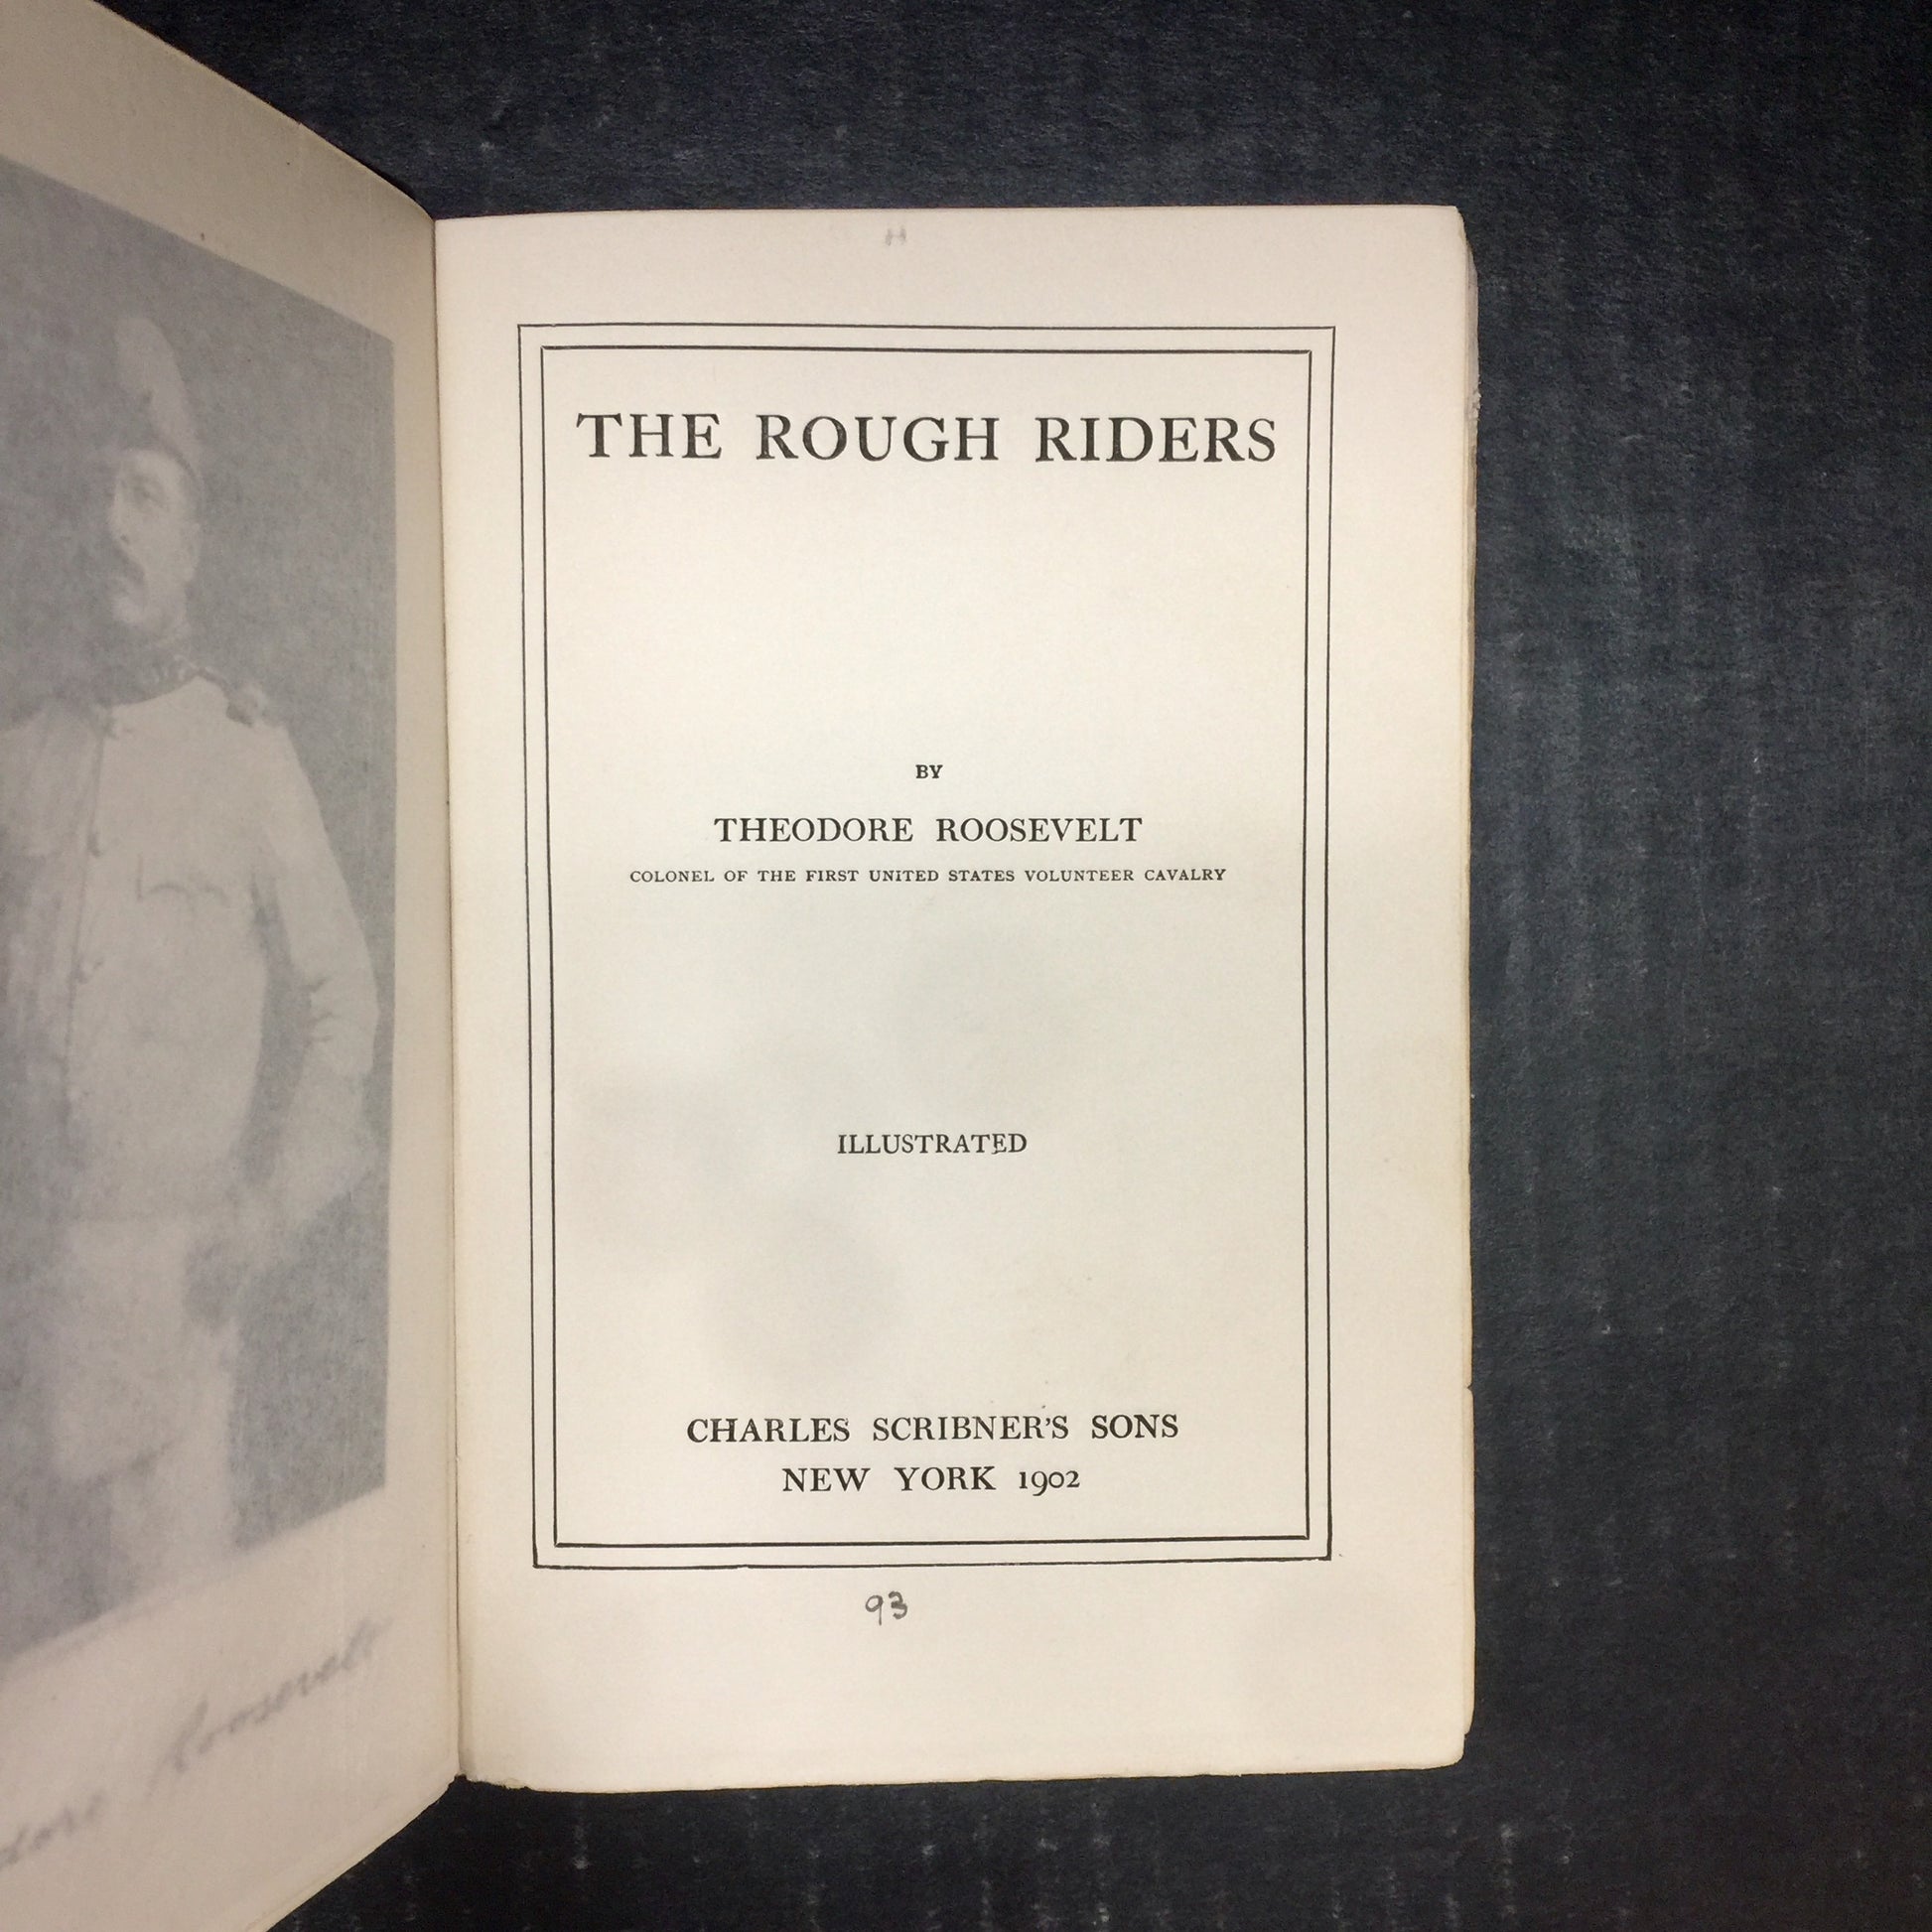 THE ROUGH RIDERS
BY
THEODORE ROOSEVELT
COLONEL OF THE FIRST UNITED STATES VOLUNTEER CAVALRY
ILLUSTRATED
CHARLES SCRIBNER'S SONS
NEW YORK 1902
93
Roosevelt